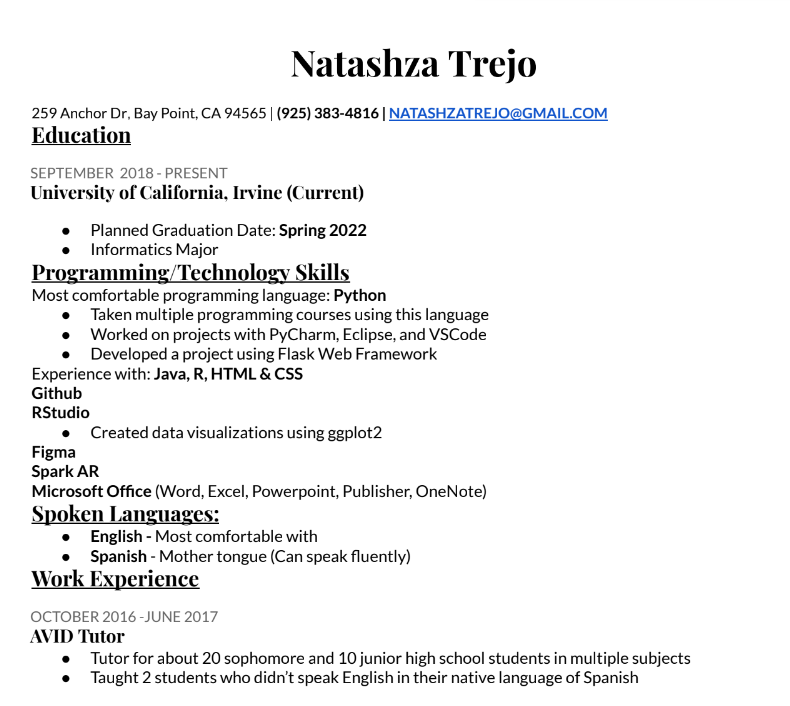 Natashza Trejo
259 Anchor Dr, Bay Point, CA 94565 | (925) 383-4816 | NATASHZATREJO@GMAIL.COM
Education
SEPTEMBER 2018 - PRESENT
University of California, Irvine (Current)
● Planned Graduation Date: Spring 2022
● Informatics Major
Programming/Technology Skills
Most comfortable programming language: Python
● Taken multiple programming courses using this language
● Worked on projects with PyCharm, Eclipse, and VSCode
● Developed a project using Flask Web Framework
Experience with: Java, R, HTML & CSS
Github
RStudio
● Created data visualizations using ggplot2
Figma
Spark AR
Microsoft Office (Word, Excel, Powerpoint, Publisher, OneNote)
Spoken Languages:
● English - Most comfortable with
● Spanish - Mother tongue (Can speak fluently)
Work Experience
OCTOBER 2016 -JUNE 2017
AVID Tutor
● Tutor for about 20 sophomore and 10 junior high school students in multiple subjects
● Taught 2 students who didn’t speak English in their native language of Spanish